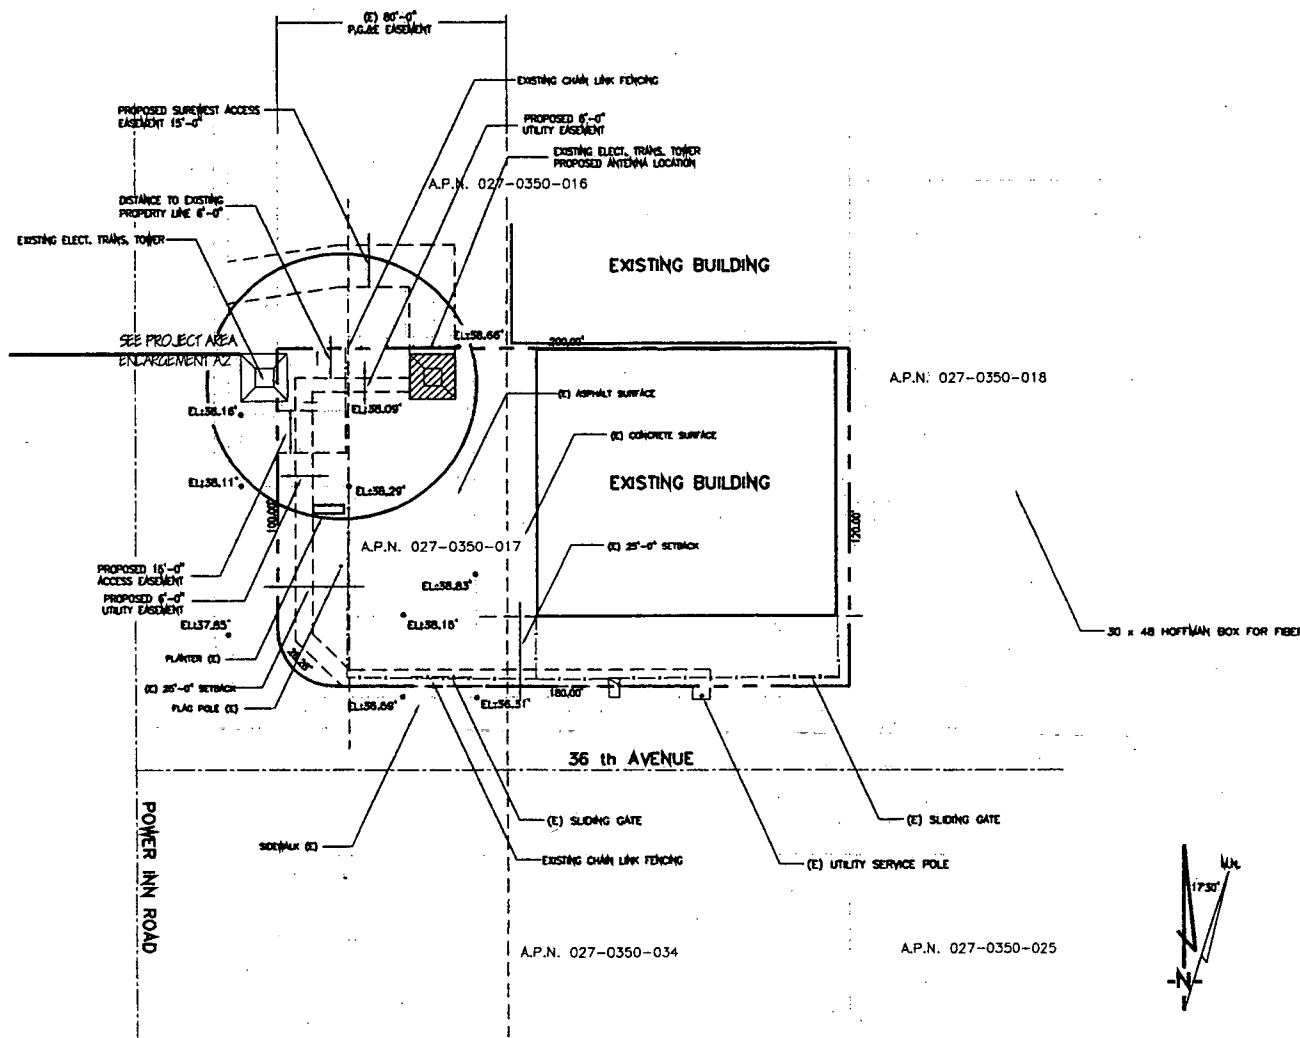 (E) 80'-0"
P.G.&E EASEMENT
EXISTING CHAIN LINK FENCING
PROPOSED SUREWEST ACCESS
EASEMENT 15'-0"
PROPOSED 6'-0"
UTILITY EASEMENT
EXISTING ELECT. TRANS. TOWER
PROPOSED ANTENNA LOCATION
A.P.N. 027-0350-016
DISTANCE TO EXISTING
PROPERTY LINE 6'-0"
EXISTING ELECT. TRANS. TOWER
EXISTING BUILDING
SEE PROJECT AREA
ENLARGEMENT A2
EL:38.66'
200.00'
A.P.N. 027-0350-018
EL:38.16'
EL:38.09'
(E) ASPHALT SURFACE
(E) CONCRETE SURFACE
EL:38.11'
EL:38.29'
EXISTING BUILDING
100.00'
120.00'
A.P.N. 027-0350-017
(E) 25'-0" SETBACK
PROPOSED 15'-0"
ACCESS EASEMENT
EL:38.83'
PROPOSED 6'-0"
UTILITY EASEMENT
EL:37.85'
EL:38.15'
30 x 48 HOFFMAN BOX FOR FIBER
PLANTER (E)
28.28'
(E) 25'-0" SETBACK
FLAG POLE (E)
EL:36.69'
EL:36.31'
180.00'
36 th AVENUE
POWER INN ROAD
(E) SLIDING GATE
(E) SLIDING GATE
SIDEWALK (E)
EXISTING CHAIN LINK FENCING
(E) UTILITY SERVICE POLE
M.N.
17°30'
A.P.N. 027-0350-034
A.P.N. 027-0350-025
N